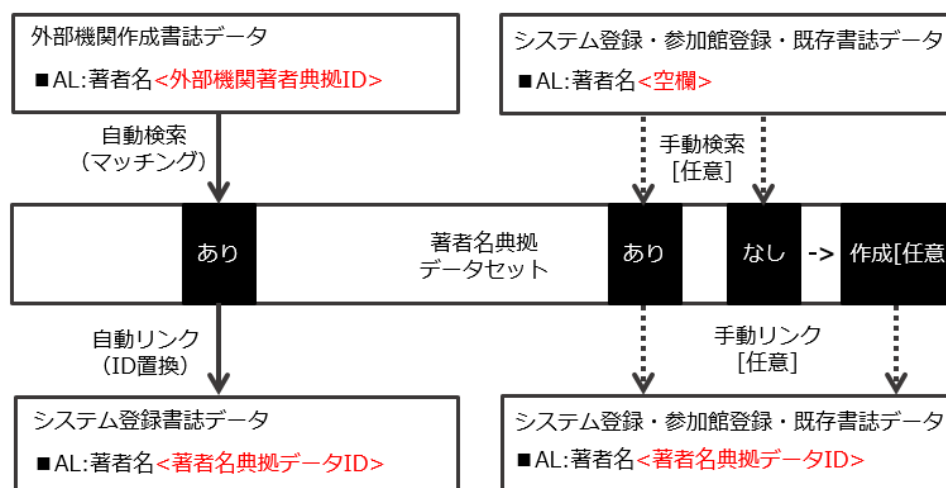 外部機関作成書誌データ
■AL:著者名<外部機関著者典拠ID>
システム登録・参加館登録・既存書誌データ
■AL:著者名<空欄>
自動検索
（マッチング）
手動検索
[任意]
あり
著者名典拠
データセット
あり
なし
->
作成[任意
自動リンク
（ID置換）
手動リンク
[任意]
システム登録書誌データ
■AL:著者名<著者名典拠データID>
システム登録・参加館登録・既存書誌データ
■AL:著者名<著者名典拠データID>